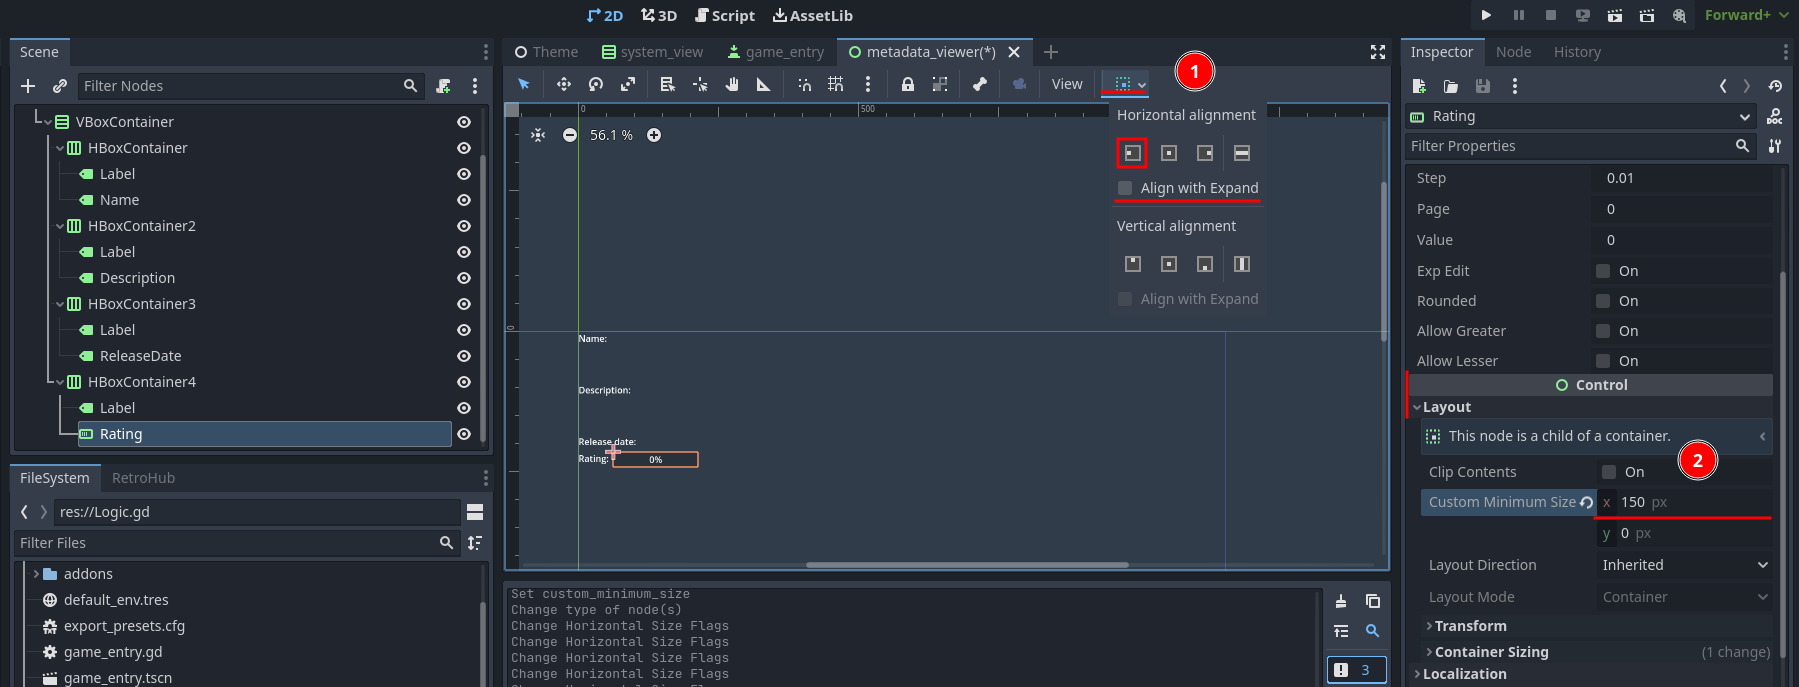 2D 3D Script AssetLib
Forward+
Scene
Filter Nodes
VBoxContainer
HBoxContainer
Label
Name
HBoxContainer2
Label
Description
HBoxContainer3
Label
ReleaseDate
HBoxContainer4
Label
Rating
FileSystem RetroHub
res://Logic.gd
Filter Files
addons
default_env.tres
export_presets.cfg
game_entry.gd
game_entry.tscn
Theme system_view game_entry metadata_viewer(*)
View
1
0 500
56.1 %
0
Horizontal alignment
Align with Expand
Vertical alignment
Align with Expand
Name:
Description:
Release date:
Rating: 0%
Set custom_minimum_size
Change type of node(s)
Change Horizontal Size Flags
Change Horizontal Size Flags
Change Horizontal Size Flags
Change Horizontal Size Flags
3
Inspector Node History
Rating
DOC
Filter Properties
Step 0.01
Page 0
Value 0
Exp Edit On
Rounded On
Allow Greater On
Allow Lesser On
Control
Layout
This node is a child of a container.
2
Clip Contents On
Custom Minimum Size x 150 px
y 0 px
Layout Direction Inherited
Layout Mode Container
Transform
Container Sizing (1 change)
Localization